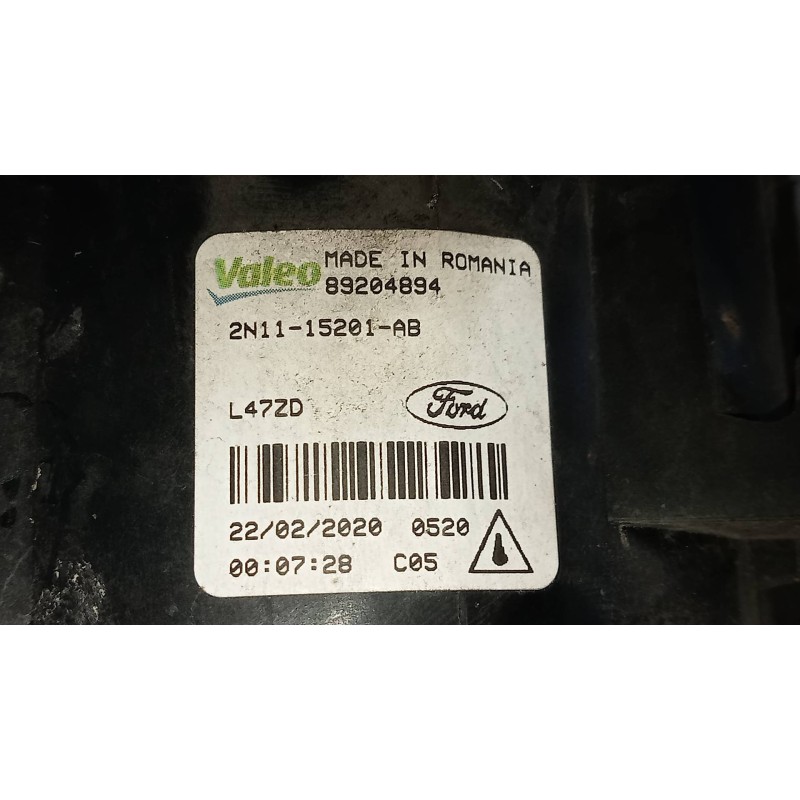 Valeo MADE IN ROMANIA
89204894
2N11-15201-AB
L47ZD Ford
22/02/2020 0520
00:07:28 C05